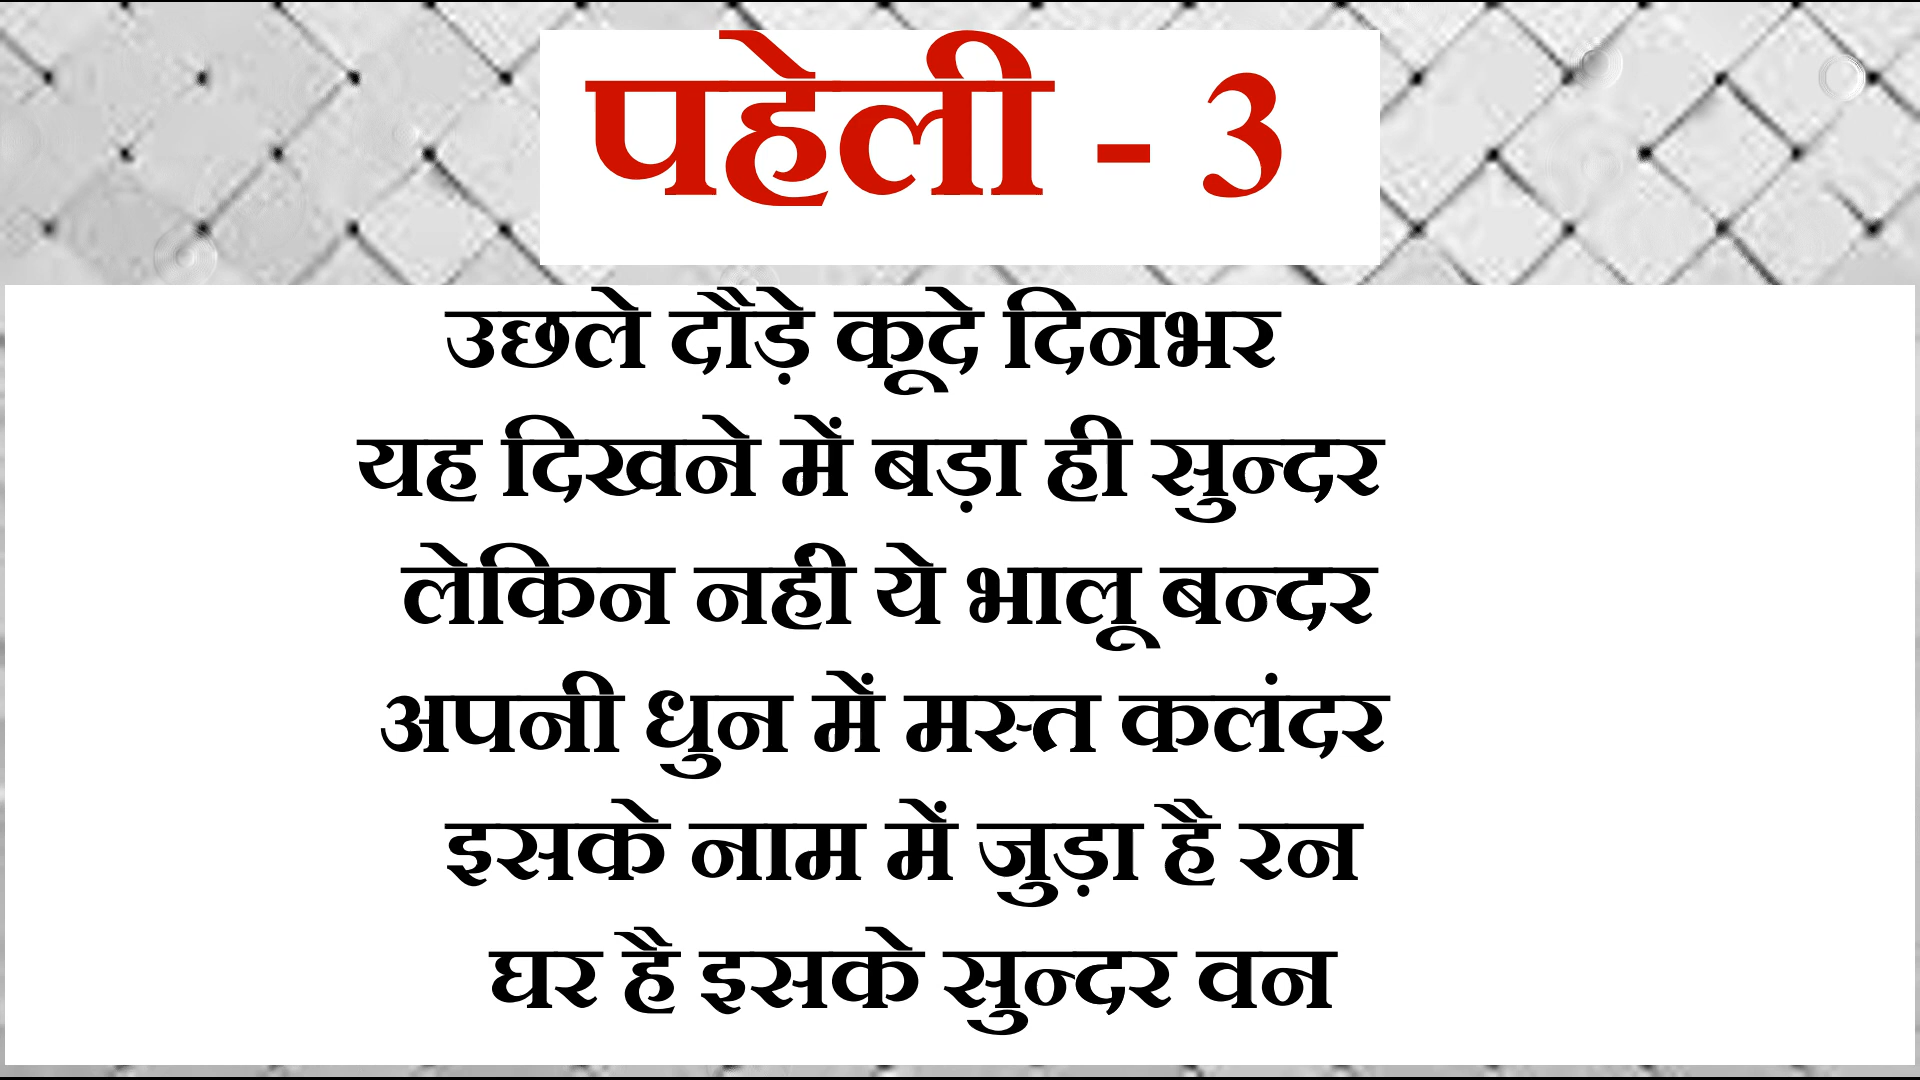 पहेली - 3
उछले दौड़े कूदे दिनभर
यह दिखने में बड़ा ही सुन्दर
लेकिन नही ये भालू बन्दर
अपनी धुन में मस्त कलंदर
इसके नाम में जुड़ा है रन
घर है इसके सुन्दर वन